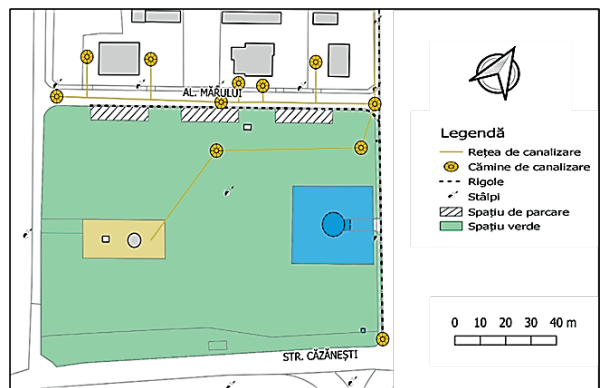 AL. MĂRULUI
STR. CĂZĂNEȘTI
Legendă
Rețea de canalizare
Cămine de canalizare
Rigole
Stâlpi
Spațiu de parcare
Spațiu verde
0 10 20 30 40 m